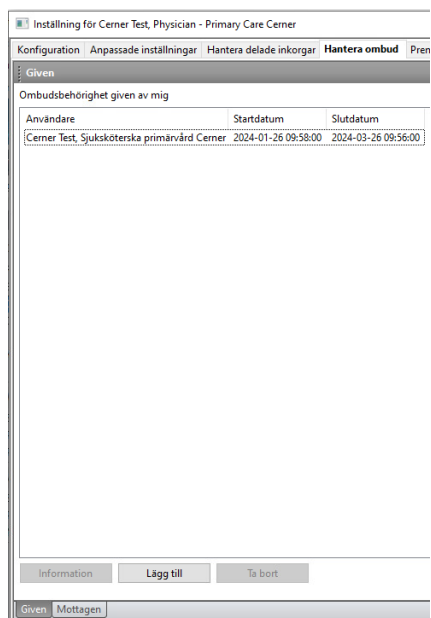 Inställning för Cerner Test, Physician - Primary Care Cerner
Konfiguration Anpassade inställningar Hantera delade inkorgar Hantera ombud Pren
Given
Ombudsbehörighet given av mig
Användare Startdatum Slutdatum
Cerner Test, Sjuksköterska primärvård Cerner 2024-01-26 09:58:00 2024-03-26 09:56:00
Information Lägg till Ta bort
Given Mottagen